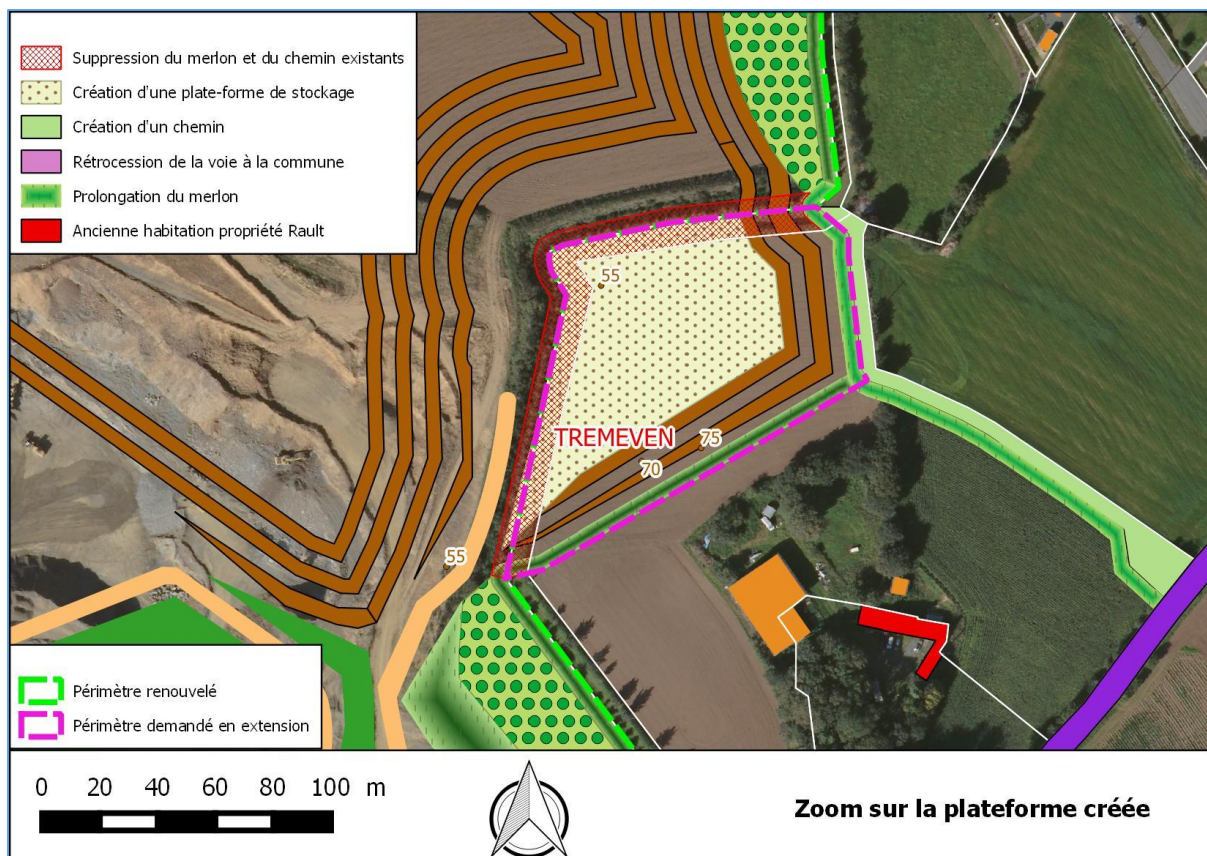 Suppression du merlon et du chemin existants
Création d'une plate-forme de stockage
Création d'un chemin
Rétrocession de la voie à la commune
Prolongation du merlon
Ancienne habitation propriété Rault
55
TREMEVEN
75
70
55
Périmètre renouvelé
Périmètre demandé en extension
0 20 40 60 80 100 m
Zoom sur la plateforme créée